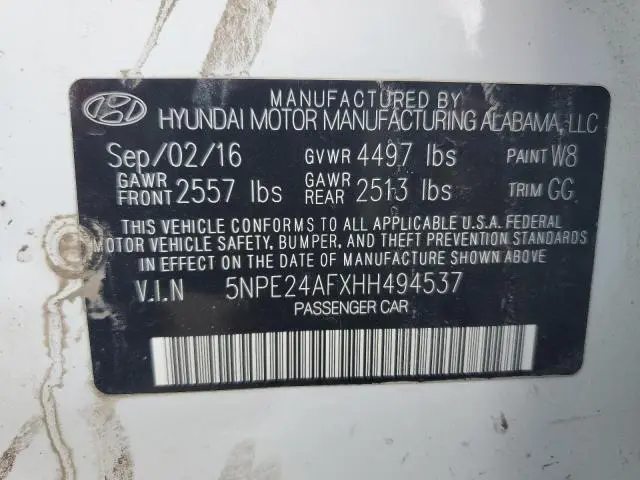 MANUFACTURED BY
HYUNDAI MOTOR MANUFACTURING ALABAMA, LLC
Sep/02/16 GVWR 4497 lbs PAINT W8
GAWR FRONT 2557 lbs GAWR REAR 2513 lbs TRIM GG
THIS VEHICLE CONFORMS TO ALL APPLICABLE U.S.A. FEDERAL
MOTOR VEHICLE SAFETY, BUMPER, AND THEFT PREVENTION STANDARDS
IN EFFECT ON THE DATE OF MANUFACTURE SHOWN ABOVE.
V.I.N 5NPE24AFXHH494537
PASSENGER CAR